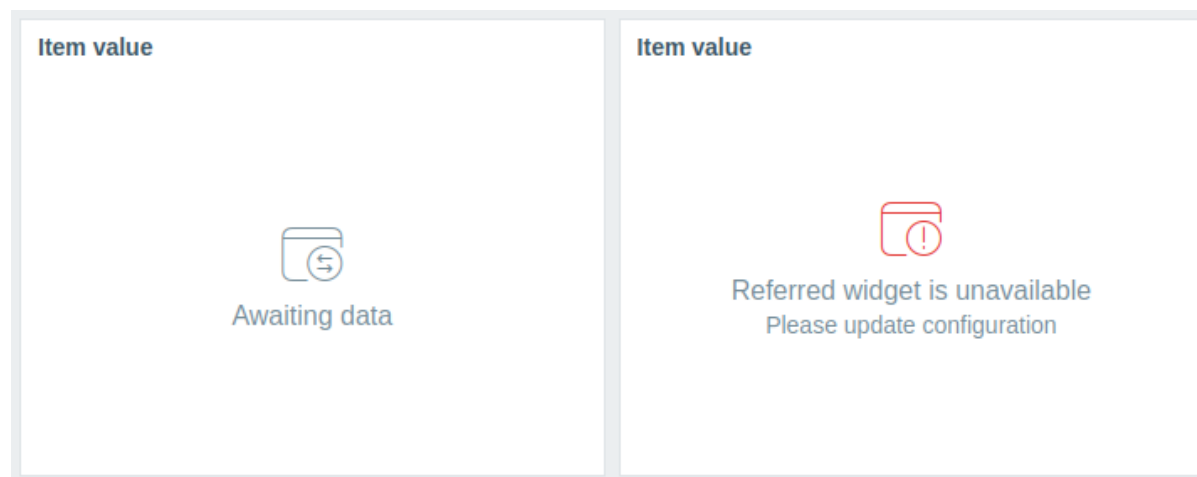 Item value
Awaiting data
Item value
Referred widget is unavailable
Please update configuration